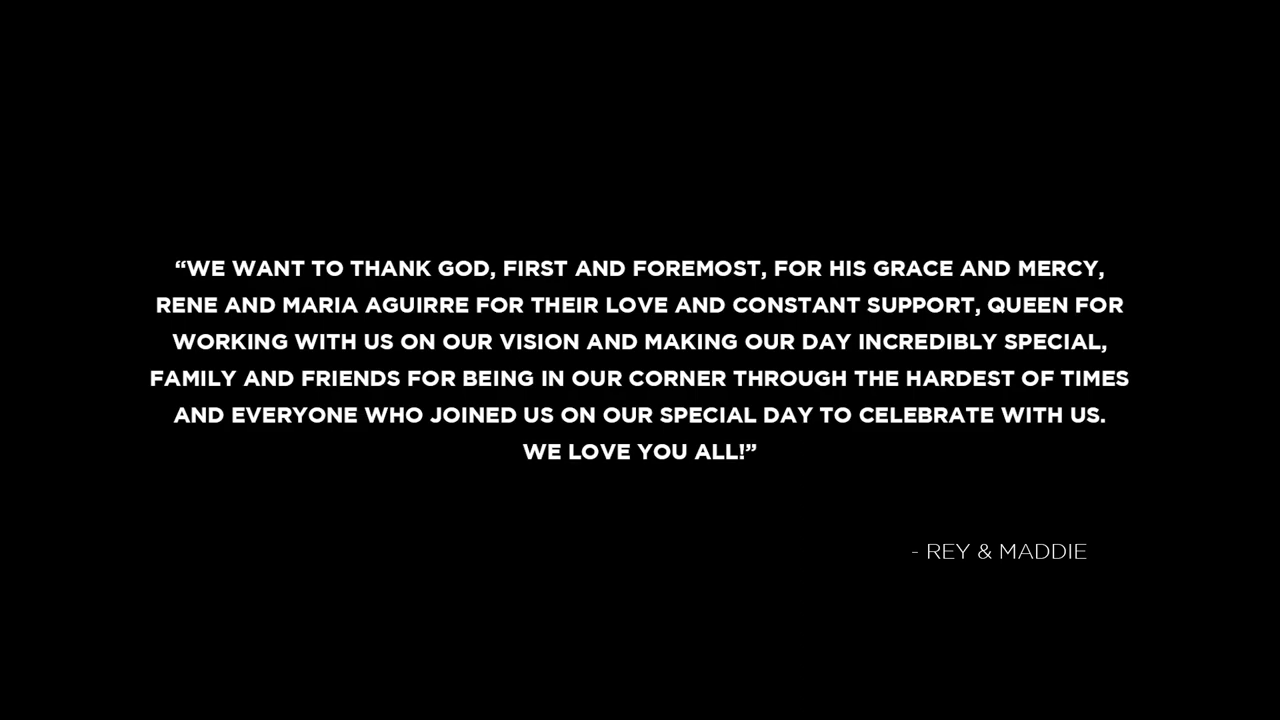 “WE WANT TO THANK GOD, FIRST AND FOREMOST, FOR HIS GRACE AND MERCY,
RENE AND MARIA AGUIRRE FOR THEIR LOVE AND CONSTANT SUPPORT, QUEEN FOR
WORKING WITH US ON OUR VISION AND MAKING OUR DAY INCREDIBLY SPECIAL,
FAMILY AND FRIENDS FOR BEING IN OUR CORNER THROUGH THE HARDEST OF TIMES
AND EVERYONE WHO JOINED US ON OUR SPECIAL DAY TO CELEBRATE WITH US.
WE LOVE YOU ALL!”
- REY & MADDIE